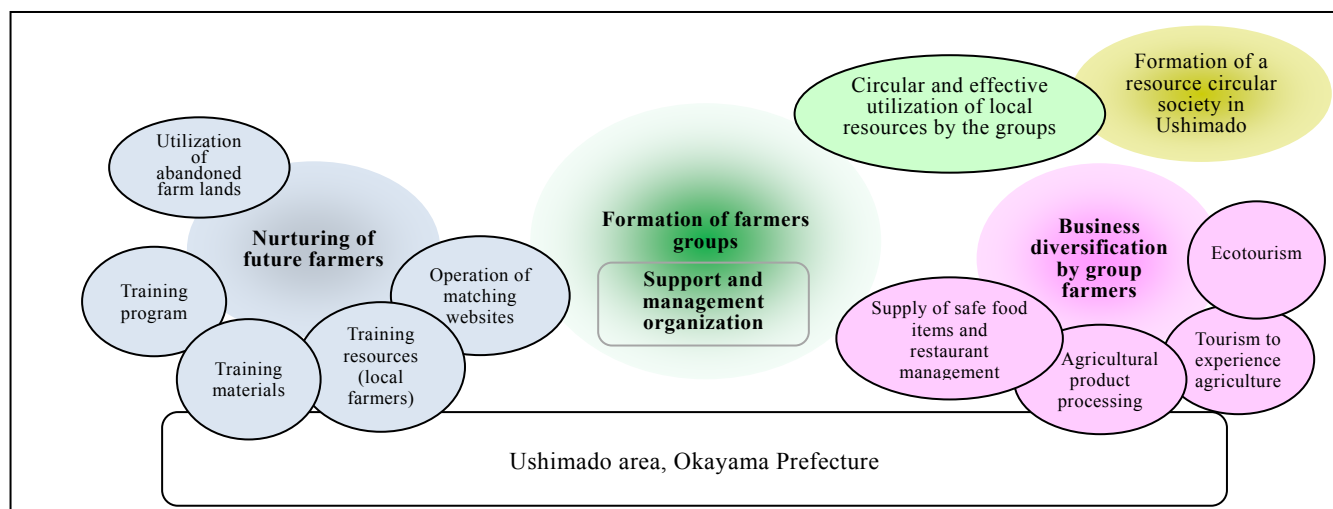 Utilization
of
abandoned
farm lands
Nurturing of
future farmers
Training
program
Operation of
matching
websites
Training
materials
Training
resources
(local
farmers)
Formation of farmers
groups
Support and
management
organization
Circular and effective
utilization of local
resources by the groups
Formation of a
resource circular
society in
Ushimado
Business
diversification
by group
farmers
Ecotourism
Supply of safe food
items and
restaurant
management
Agricultural
product
processing
Tourism to
experience
agriculture
Ushimado area, Okayama Prefecture